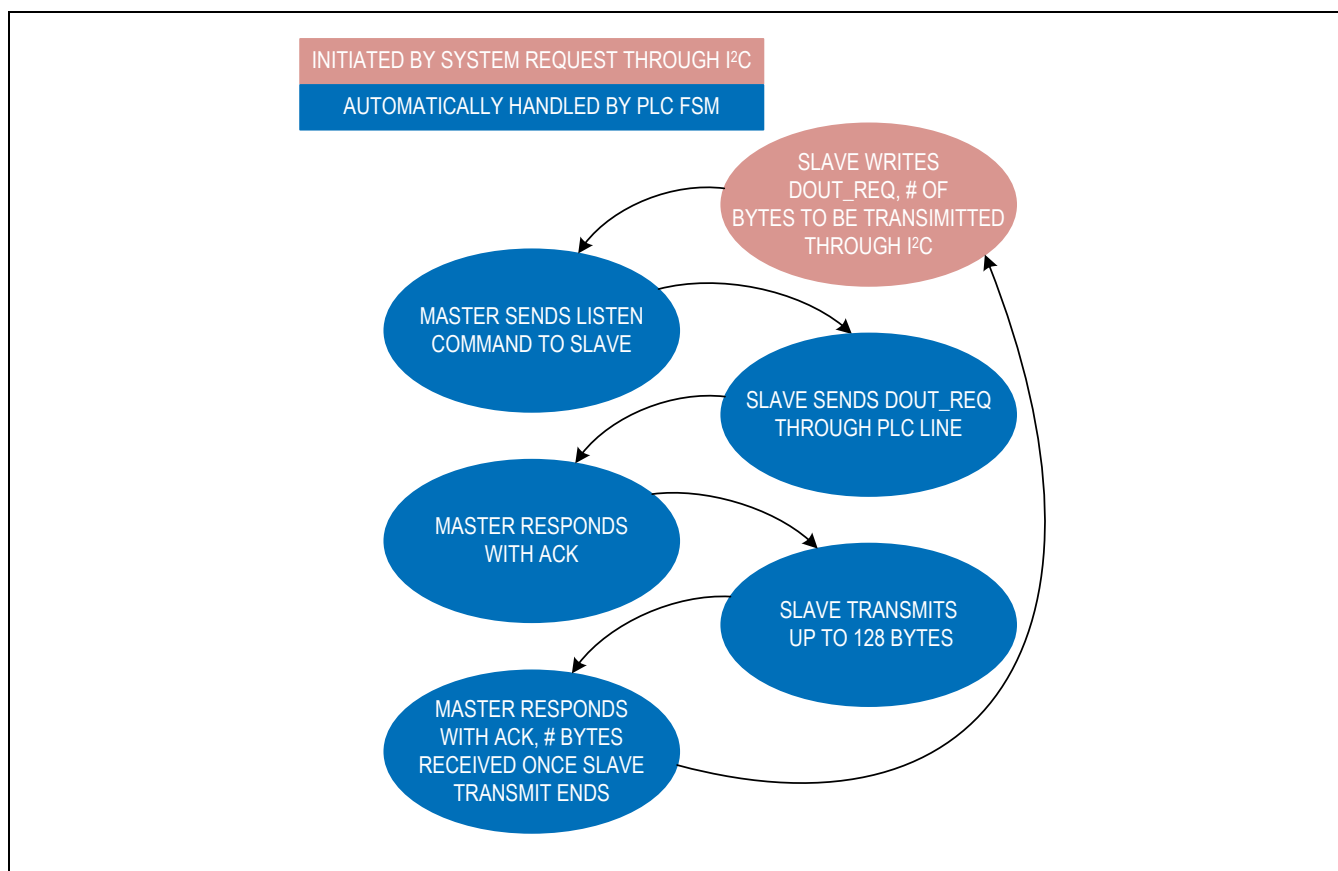 INITIATED BY SYSTEM REQUEST THROUGH I²C
AUTOMATICALLY HANDLED BY PLC FSM
SLAVE WRITES
DOUT_REQ, # OF
BYTES TO BE TRANSIMITTED
THROUGH I²C
MASTER SENDS LISTEN
COMMAND TO SLAVE
SLAVE SENDS DOUT_REQ
THROUGH PLC LINE
MASTER RESPONDS
WITH ACK
SLAVE TRANSMITS
UP TO 128 BYTES
MASTER RESPONDS
WITH ACK, # BYTES
RECEIVED ONCE SLAVE
TRANSMIT ENDS